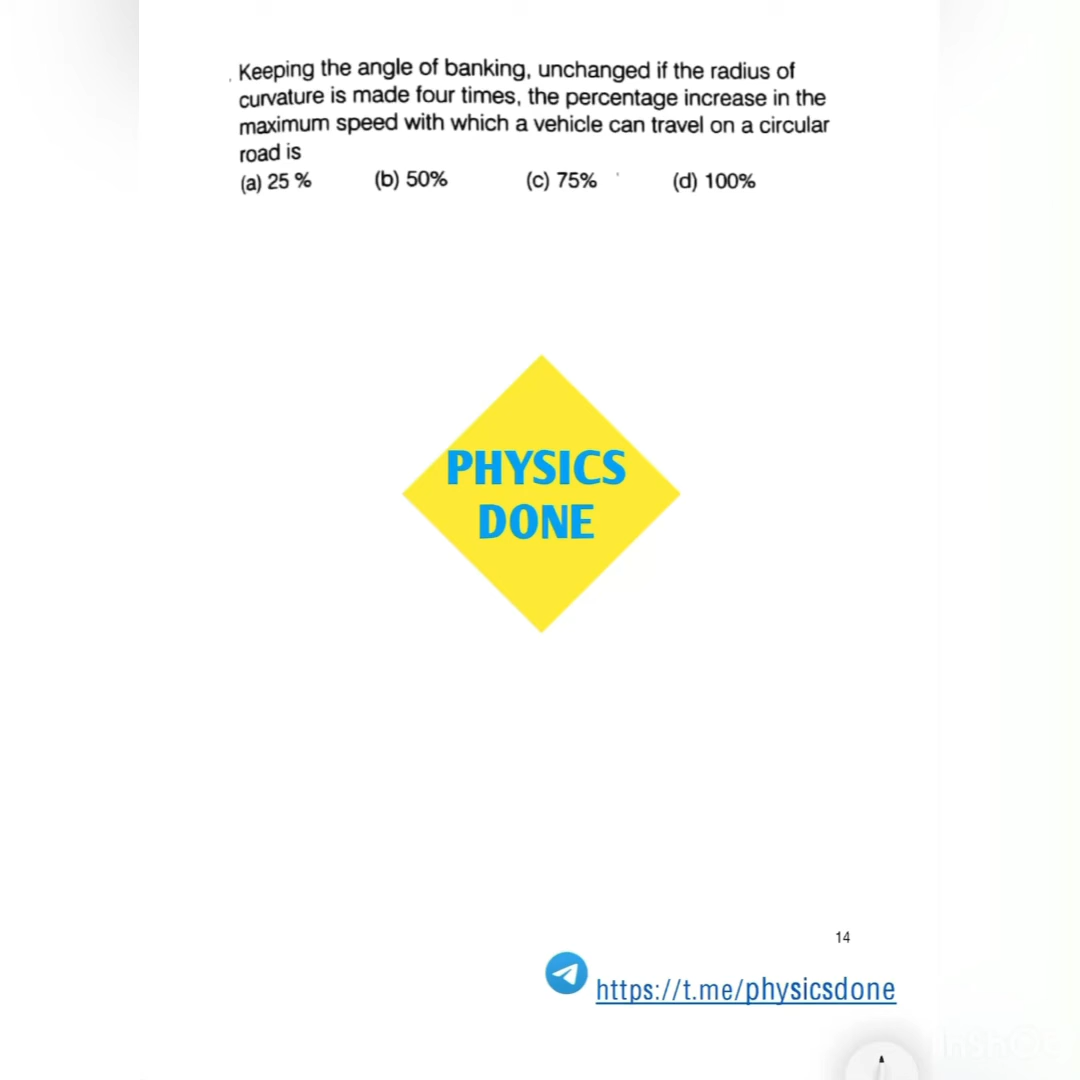 Keeping the angle of banking, unchanged if the radius of
curvature is made four times, the percentage increase in the
maximum speed with which a vehicle can travel on a circular
road is
(a) 25 % (b) 50% (c) 75% (d) 100%
PHYSICS
DONE
14
https://t.me/physicsdone